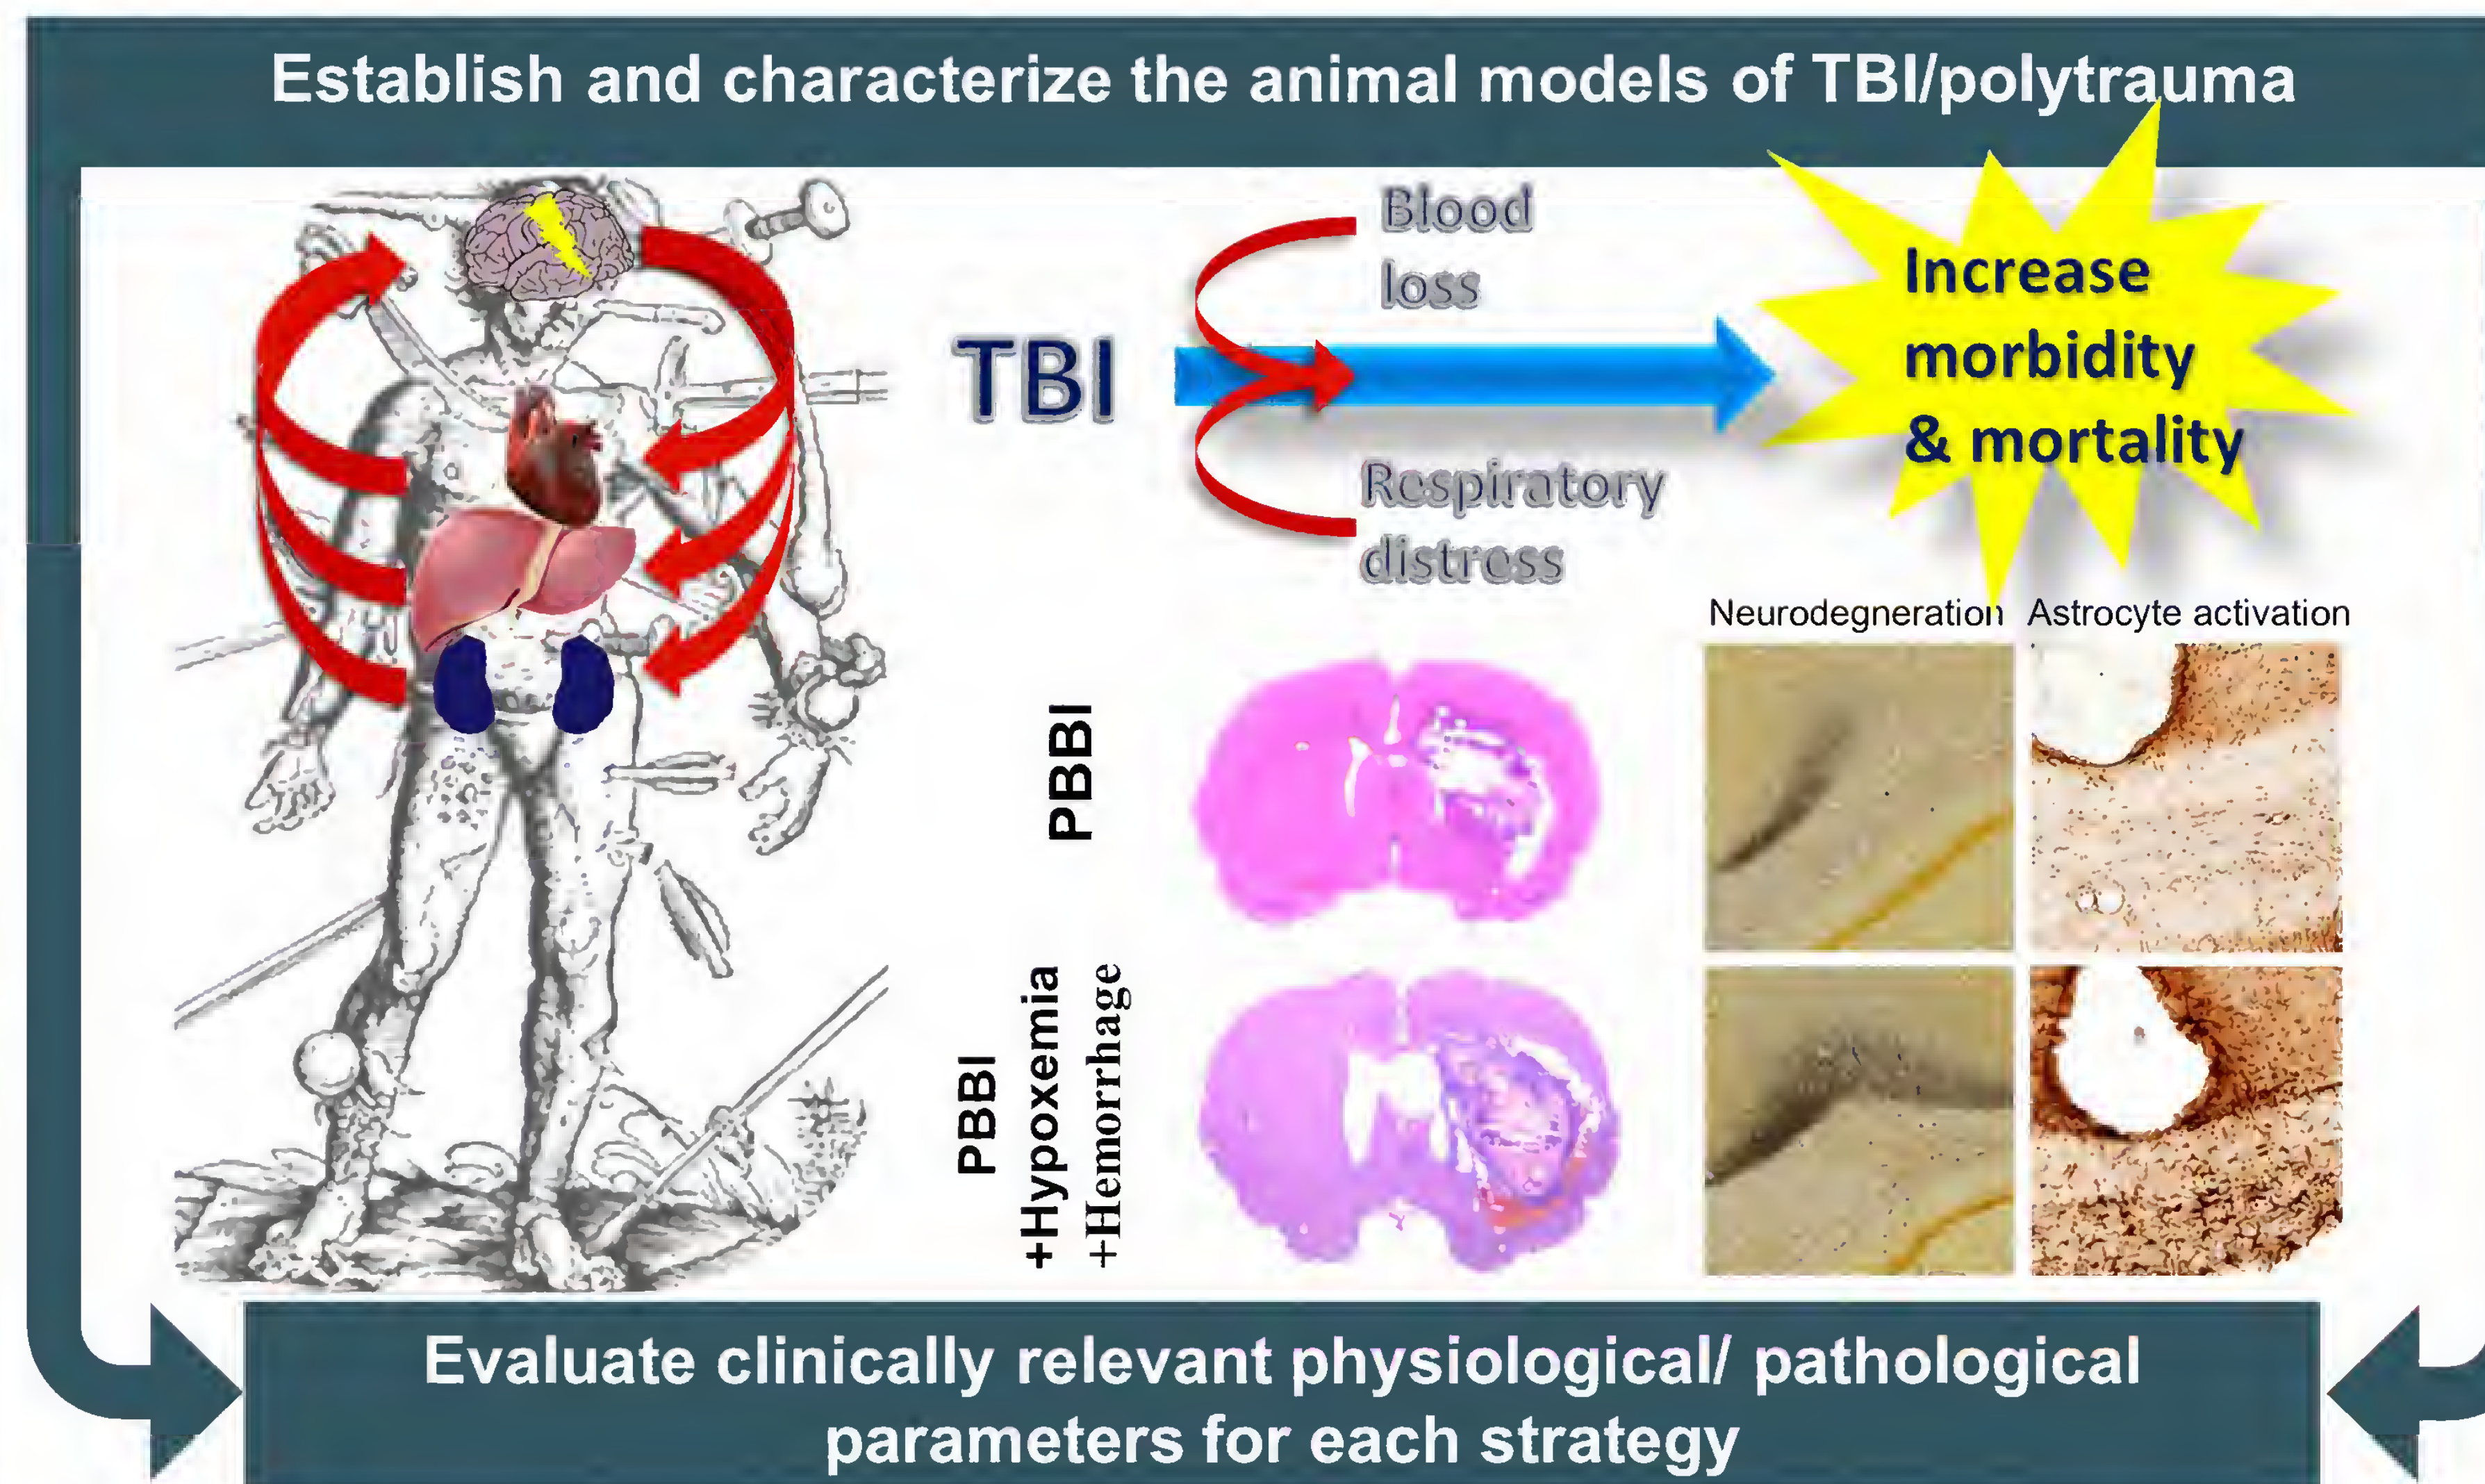 Establish and characterize the animal models of TBI/polytrauma
TBI
Blood
loss
Respiratory
distress
Increase
morbidity
& mortality
Neurodegneration
Astrocyte activation
PBBI
PBBI
+Hypoxemia
+Hemorrhage
Evaluate clinically relevant physiological/ pathological
parameters for each strategy